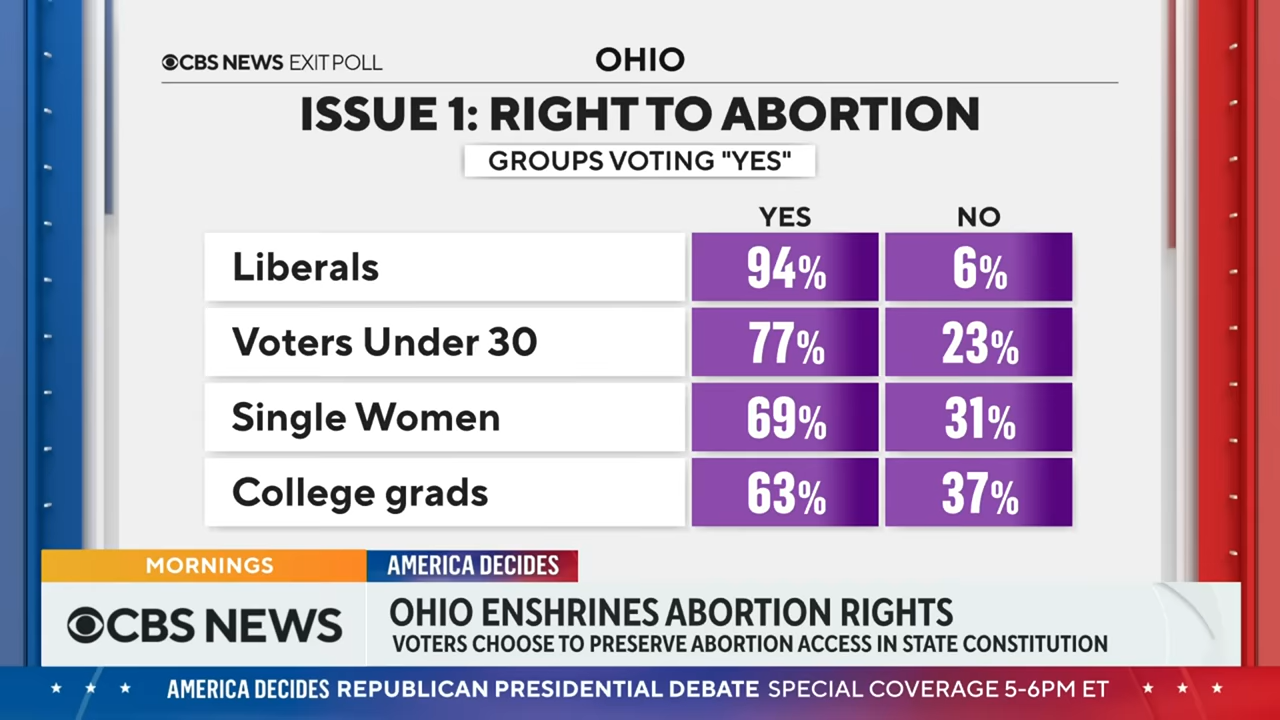 CBS NEWS EXIT POLL
OHIO
ISSUE 1: RIGHT TO ABORTION
GROUPS VOTING "YES"
YES NO
Liberals 94% 6%
Voters Under 30 77% 23%
Single Women 69% 31%
College grads 63% 37%
MORNINGS AMERICA DECIDES
CBS NEWS
OHIO ENSHRINES ABORTION RIGHTS
VOTERS CHOOSE TO PRESERVE ABORTION ACCESS IN STATE CONSTITUTION
AMERICA DECIDES REPUBLICAN PRESIDENTIAL DEBATE SPECIAL COVERAGE 5-6PM ET